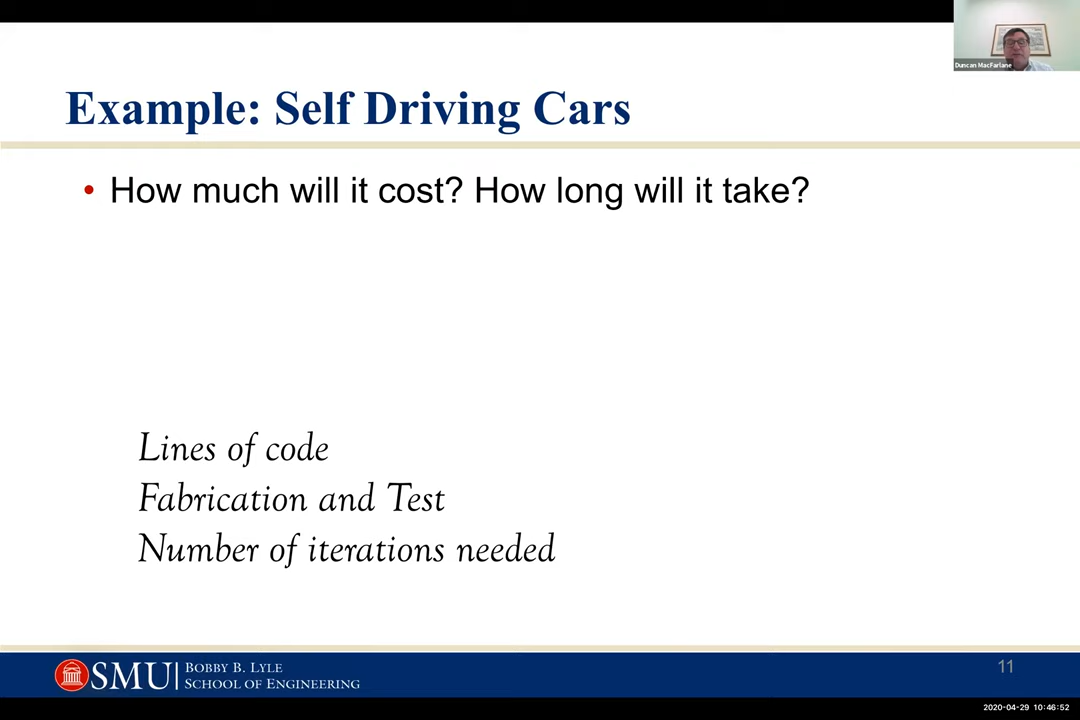 Duncan MacFarlane
Example: Self Driving Cars
• How much will it cost? How long will it take?
Lines of code
Fabrication and Test
Number of iterations needed
SMU
BOBBY B. LYLE
SCHOOL OF ENGINEERING
11
2020-04-29 10:46:52